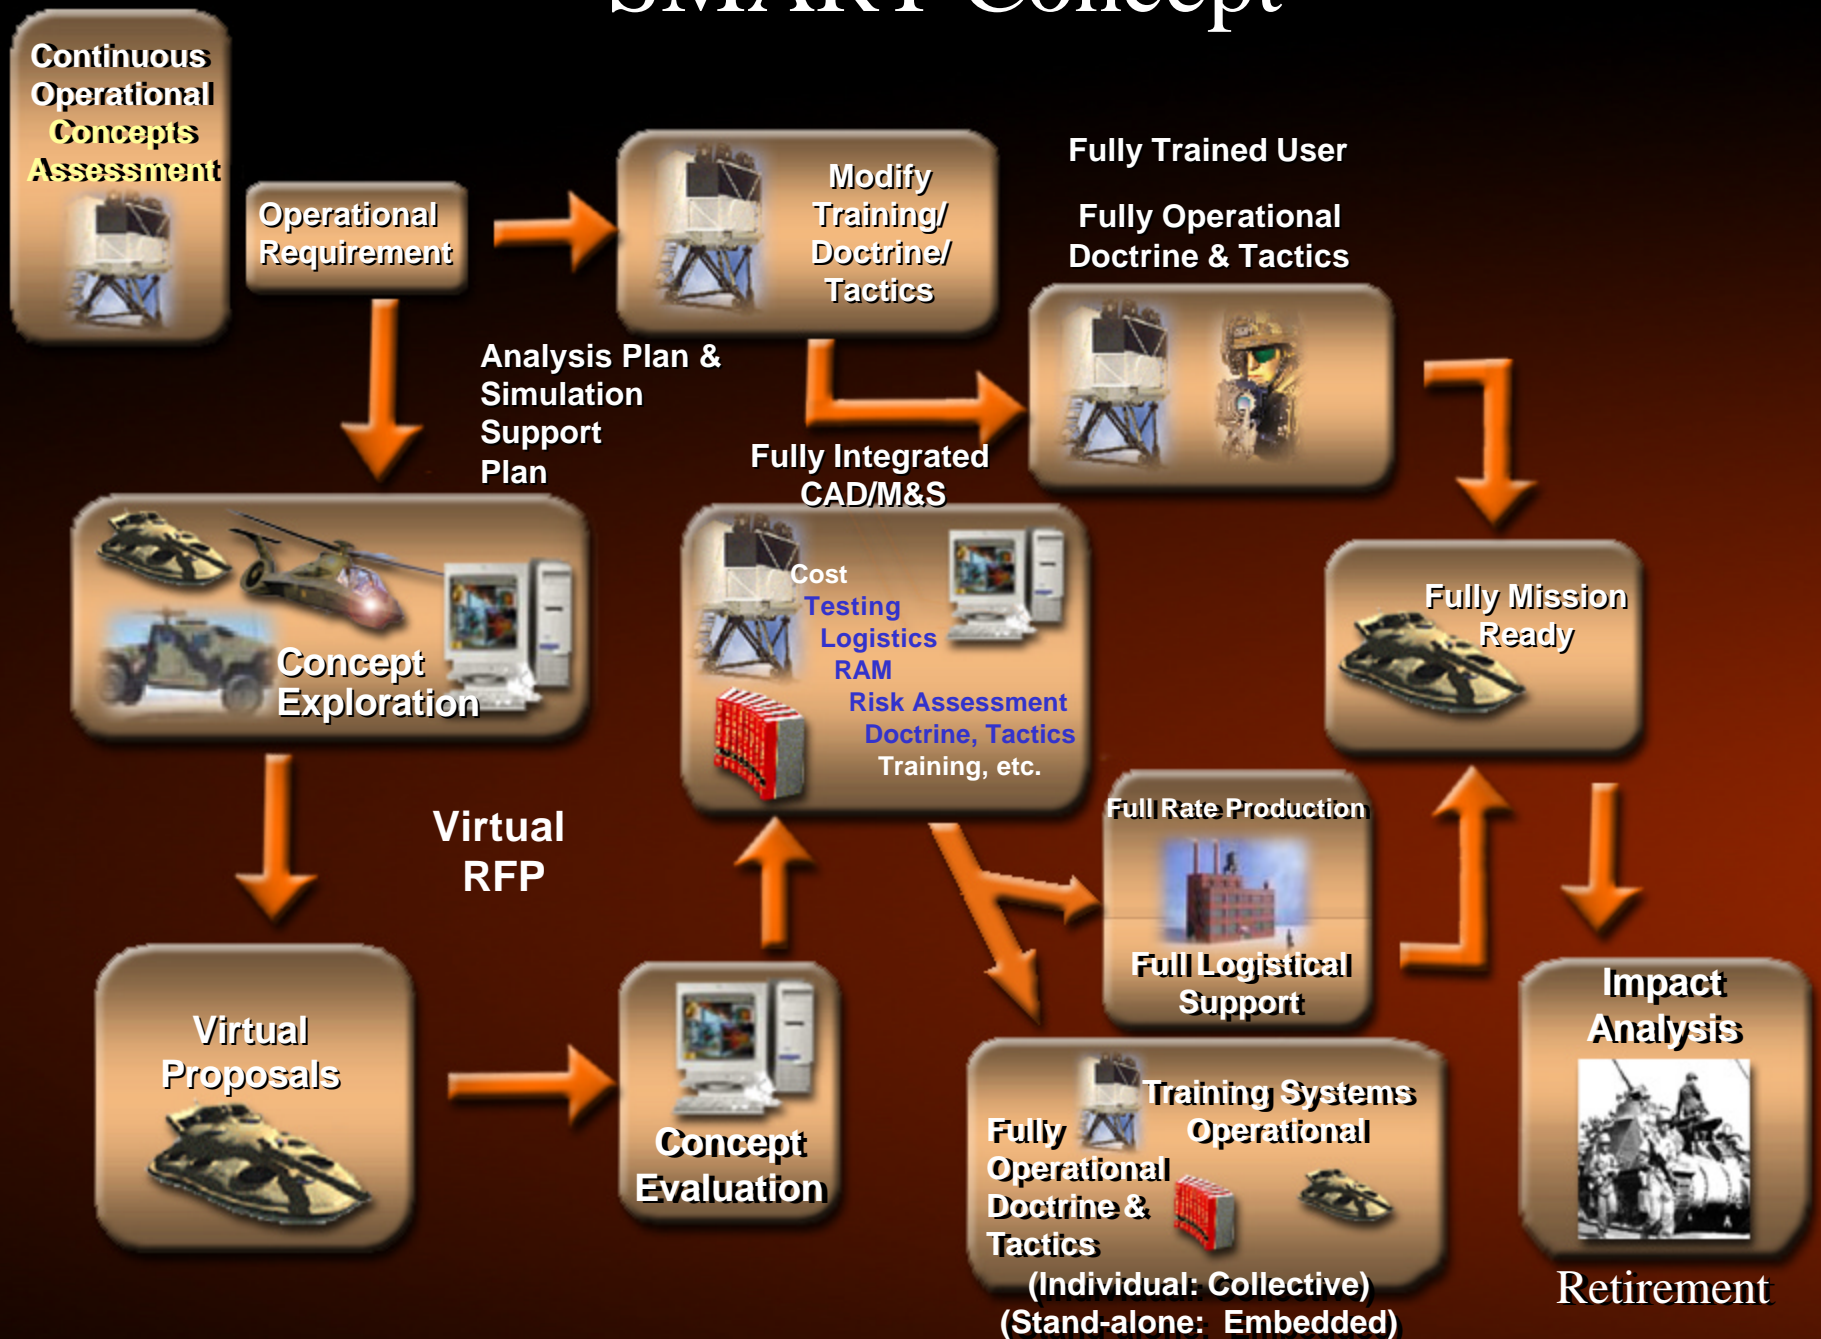 SMART Concept
Continuous
Operational
Concepts
Assessment
Operational
Requirement
Modify
Training/
Doctrine/
Tactics
Fully Trained User
Fully Operational
Doctrine & Tactics
Analysis Plan &
Simulation
Support
Plan
Fully Integrated
CAD/M&S
Concept
Exploration
Cost
Testing
Logistics
RAM
Risk Assessment
Doctrine, Tactics
Training, etc.
Fully Mission
Ready
Virtual
RFP
Full Rate Production
Full Logistical
Support
Virtual
Proposals
Concept
Evaluation
Training Systems
Operational
Fully
Operational
Doctrine &
Tactics
(Individual: Collective)
(Stand-alone: Embedded)
Impact
Analysis
Retirement